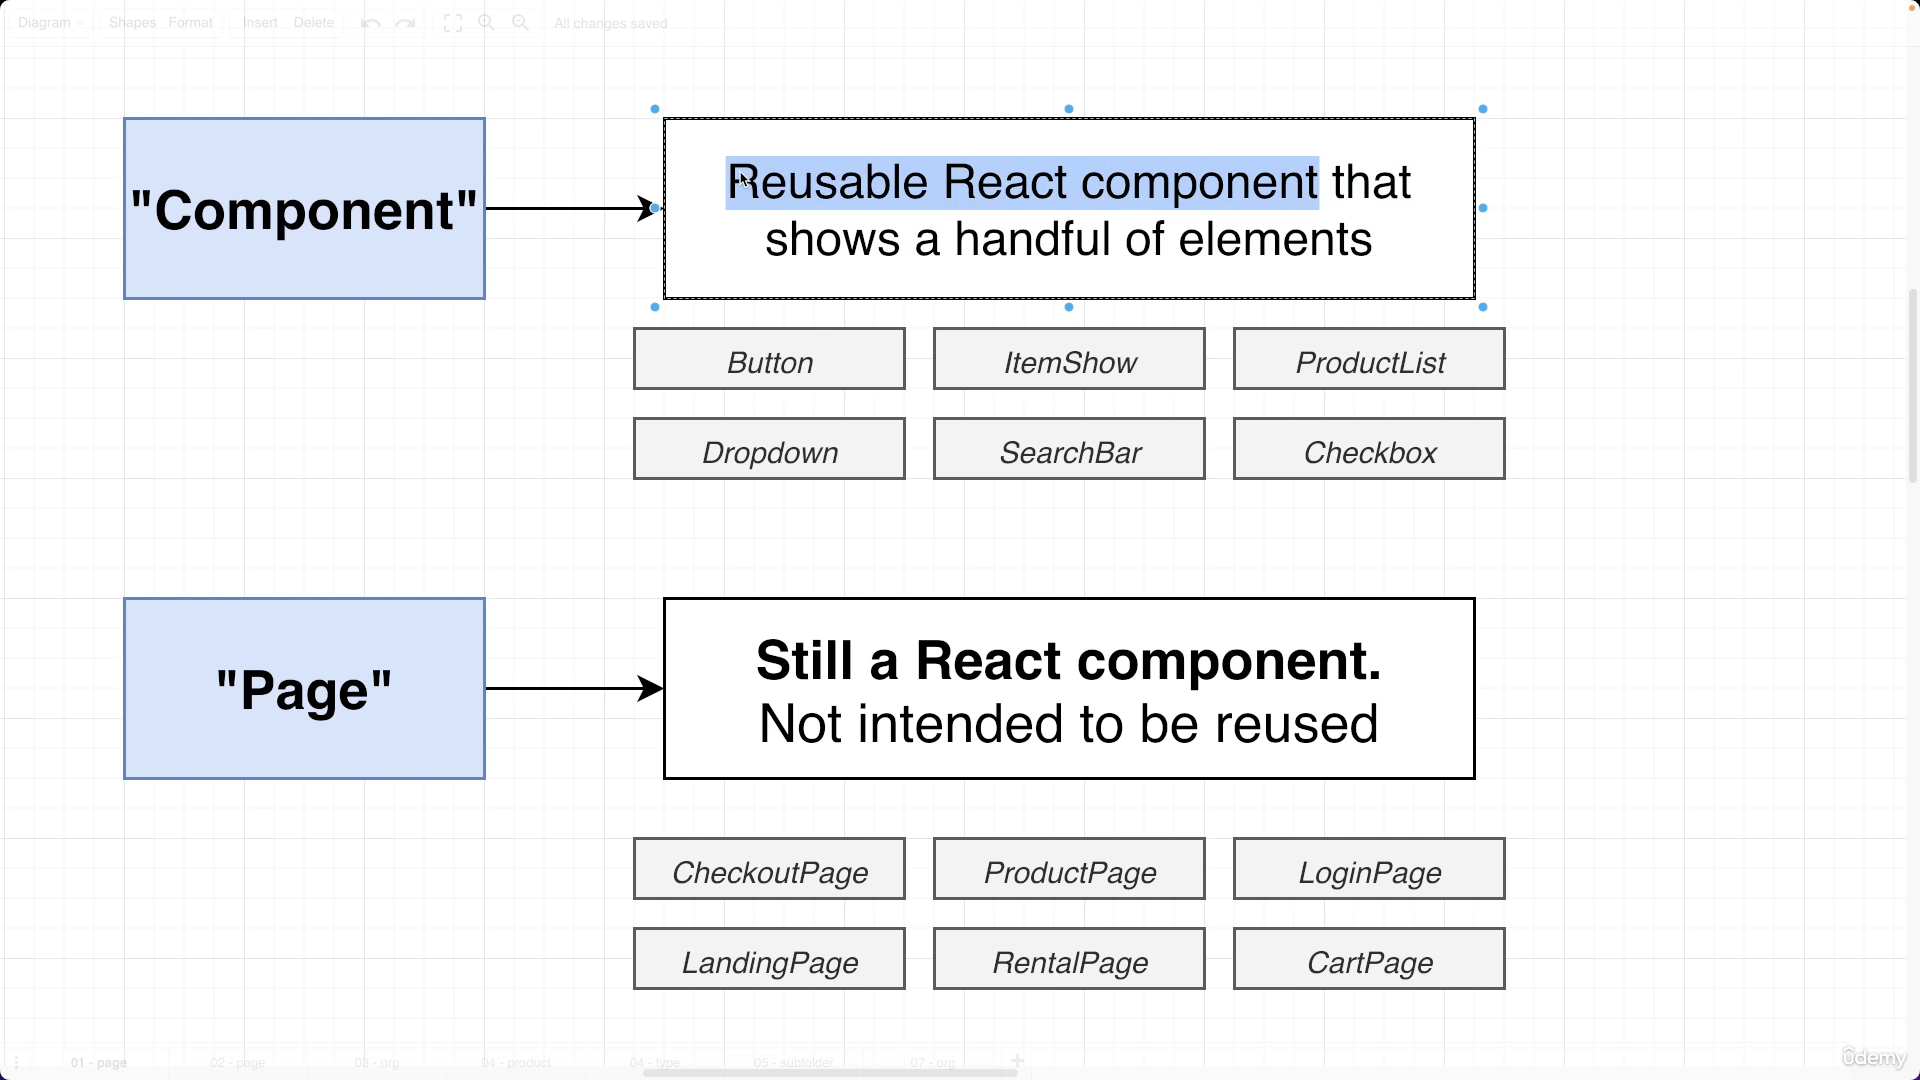 Diagram Shapes Format Insert Delete All changes saved
"Component"
Reusable React component that
shows a handful of elements
Button ItemShow ProductList
Dropdown SearchBar Checkbox
"Page"
Still a React component.
Not intended to be reused
CheckoutPage ProductPage LoginPage
LandingPage RentalPage CartPage
01 - page 02 - page 03 - org 04 - product 04 - type 05 - subfolder 07 - org
ûdemy